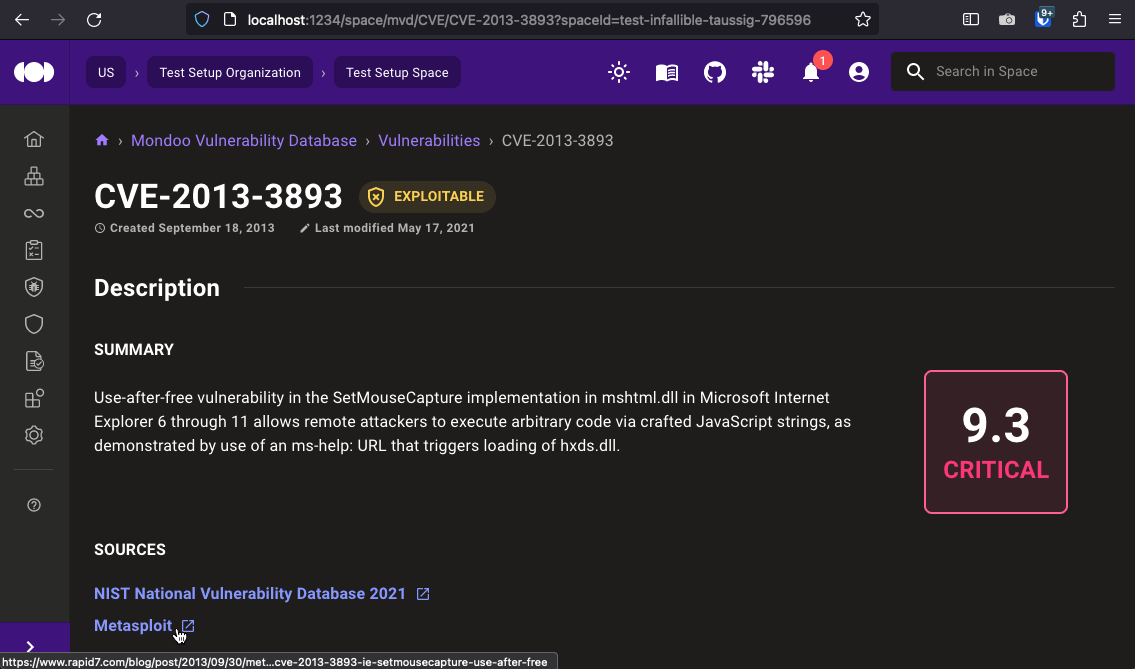 localhost:1234/space/mvd/CVE/CVE-2013-3893?spaceId=test-infallible-taussig-796596
9+
US › Test Setup Organization › Test Setup Space
1
Search in Space
› Mondoo Vulnerability Database › Vulnerabilities › CVE-2013-3893
CVE-2013-3893 EXPLOITABLE
Created September 18, 2013 Last modified May 17, 2021
Description
SUMMARY
Use-after-free vulnerability in the SetMouseCapture implementation in mshtml.dll in Microsoft Internet
Explorer 6 through 11 allows remote attackers to execute arbitrary code via crafted JavaScript strings, as
demonstrated by use of an ms-help: URL that triggers loading of hxds.dll.
9.3
CRITICAL
SOURCES
NIST National Vulnerability Database 2021
Metasploit
https://www.rapid7.com/blog/post/2013/09/30/met...cve-2013-3893-ie-setmousecapture-use-after-free